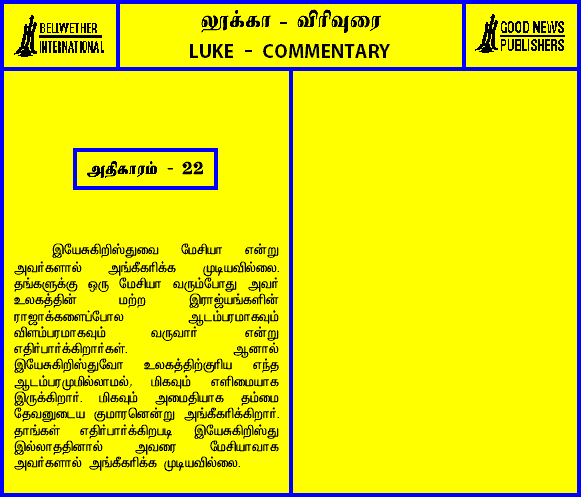 BELLWETHER
INTERNATIONAL
லூக்கா - விரிவுரை
LUKE - COMMENTARY
GOOD NEWS
PUBLISHERS
அதிகாரம் - 22
இயேசுகிறிஸ்துவை மேசியா என்று
அவர்களால் அங்கீகரிக்க முடியவில்லை.
தங்களுக்கு ஒரு மேசியா வரும்போது அவர்
உலகத்தின் மற்ற இராஜ்யங்களின்
ராஜாக்களைப்போல ஆடம்பரமாகவும்
விளம்பரமாகவும் வருவார் என்று
எதிர்பார்க்கிறார்கள். ஆனால்
இயேசுகிறிஸ்துவோ உலகத்திற்குரிய எந்த
ஆடம்பரமுமில்லாமல், மிகவும் எளிமையாக
இருக்கிறார். மிகவும் அமைதியாக தம்மை
தேவனுடைய குமாரனென்று அங்கீகரிக்கிறார்.
தாங்கள் எதிர்பார்க்கிறபடி இயேசுகிறிஸ்து
இல்லாததினால் அவரை மேசியாவாக
அவர்களால் அங்கீகரிக்க முடியவில்லை.